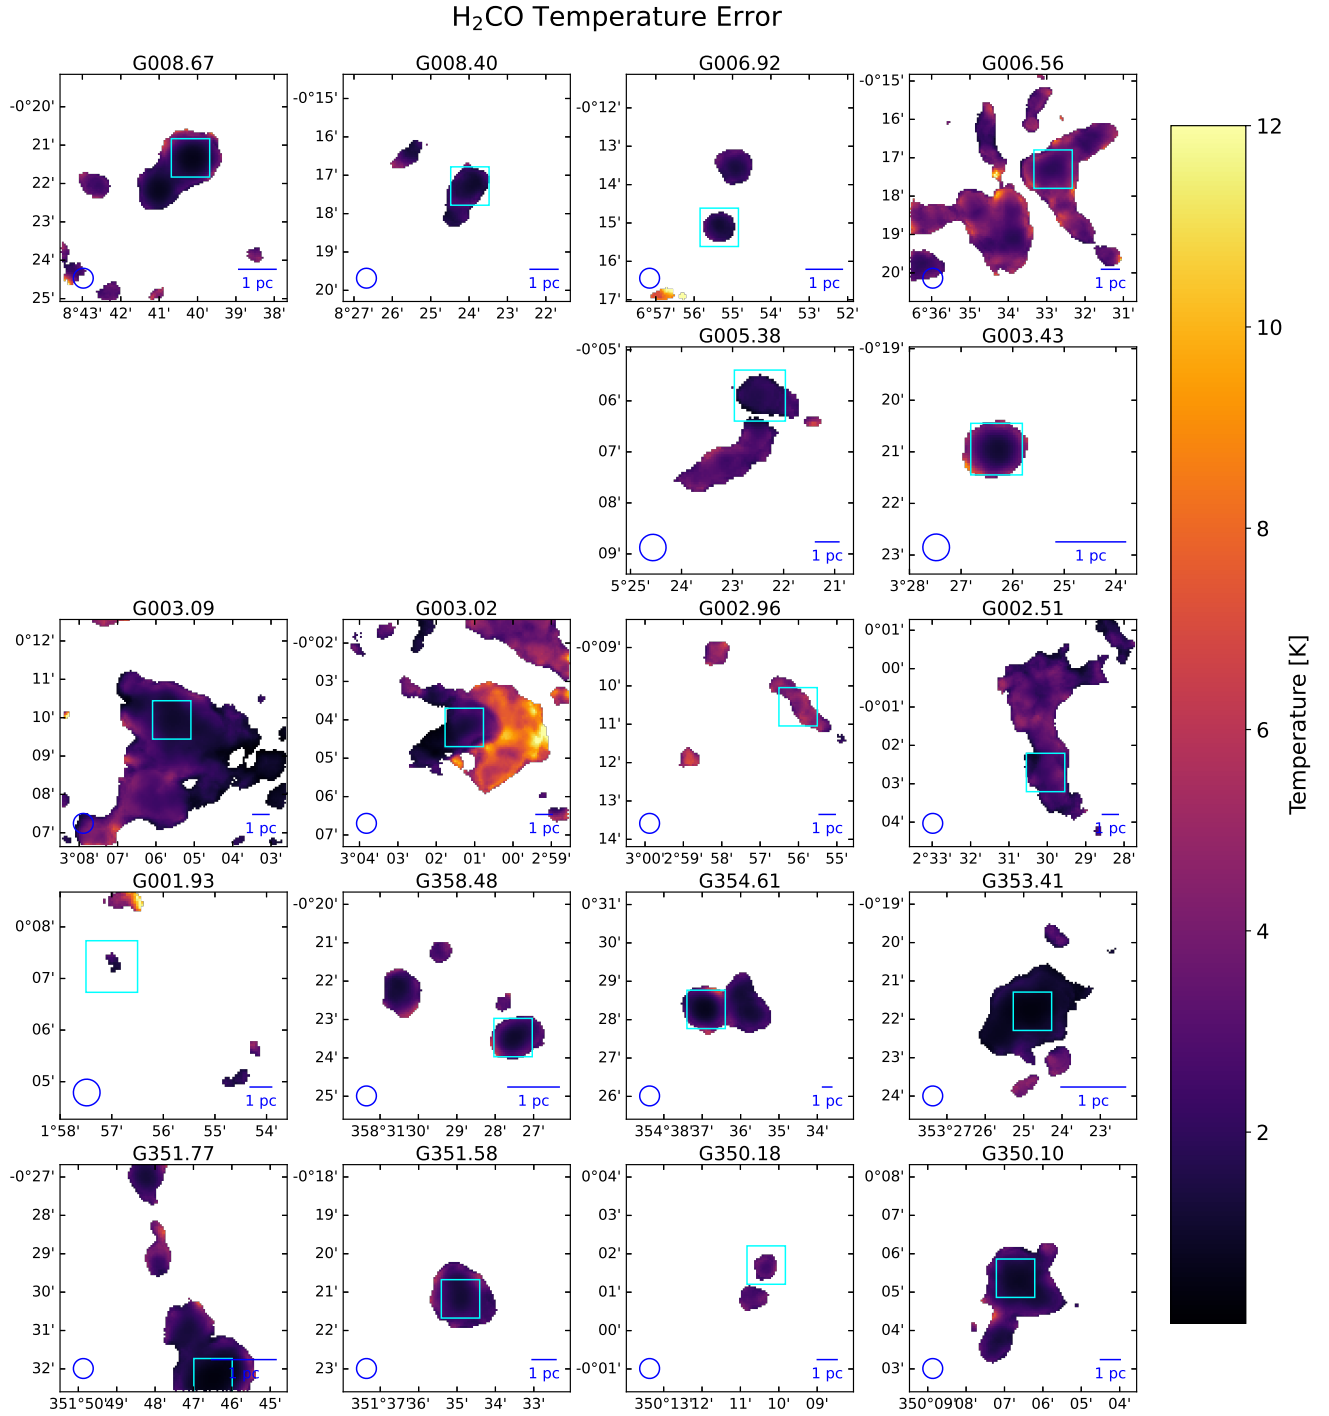 H₂CO Temperature Error
G008.67
G008.40
G006.92
G006.56
-0°20'
21'
22'
23'
24'
25'
8°43' 42' 41' 40' 39' 38'
1 pc
-0°15'
16'
17'
18'
19'
20'
8°27' 26' 25' 24' 23' 22'
1 pc
-0°12'
13'
14'
15'
16'
17'
6°57' 56' 55' 54' 53' 52'
1 pc
-0°15'
16'
17'
18'
19'
20'
6°36' 35' 34' 33' 32' 31'
1 pc
G005.38
G003.43
-0°05'
06'
07'
08'
09'
5°25' 24' 23' 22' 21'
1 pc
-0°19'
20'
21'
22'
23'
3°28' 27' 26' 25' 24'
1 pc
G003.09
G003.02
G002.96
G002.51
0°12'
11'
10'
09'
08'
07'
3°08' 07' 06' 05' 04' 03'
1 pc
-0°02'
03'
04'
05'
06'
07'
3°04' 03' 02' 01' 00' 2°59'
1 pc
-0°09'
10'
11'
12'
13'
14'
3°00' 2°59' 58' 57' 56' 55'
1 pc
0°01'
00'
-0°01'
02'
03'
04'
2°33' 32' 31' 30' 29' 28'
1 pc
G001.93
G358.48
G354.61
G353.41
0°08'
07'
06'
05'
1°58' 57' 56' 55' 54'
1 pc
-0°20'
21'
22'
23'
24'
25'
358°31' 30' 29' 28' 27'
1 pc
0°31'
30'
29'
28'
27'
26'
354°38' 37' 36' 35' 34'
1 pc
-0°19'
20'
21'
22'
23'
24'
353°27' 26' 25' 24' 23' 22'
1 pc
G351.77
G351.58
G350.18
G350.10
-0°27'
28'
29'
30'
31'
32'
351°50' 49' 48' 47' 46' 45'
1 pc
-0°18'
19'
20'
21'
22'
23'
351°37' 36' 35' 34' 33' 32'
1 pc
0°04'
03'
02'
01'
00'
-0°01'
350°13' 12' 11' 10' 09' 08'
1 pc
0°08'
07'
06'
05'
04'
03'
350°09' 08' 07' 06' 05' 04'
1 pc
12
10
8
6
4
2
Temperature [K]